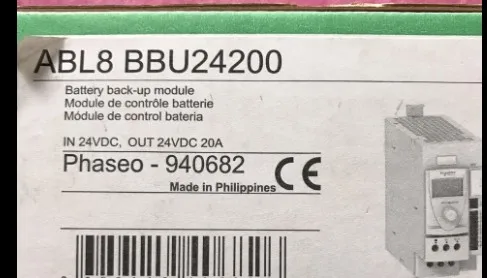 ABL8 BBU24200
Battery back-up module
Module de contrôle batterie
Módule de control bateria
IN 24VDC, OUT 24VDC 20A
Phaseo - 940682
CE
Made in Philippines